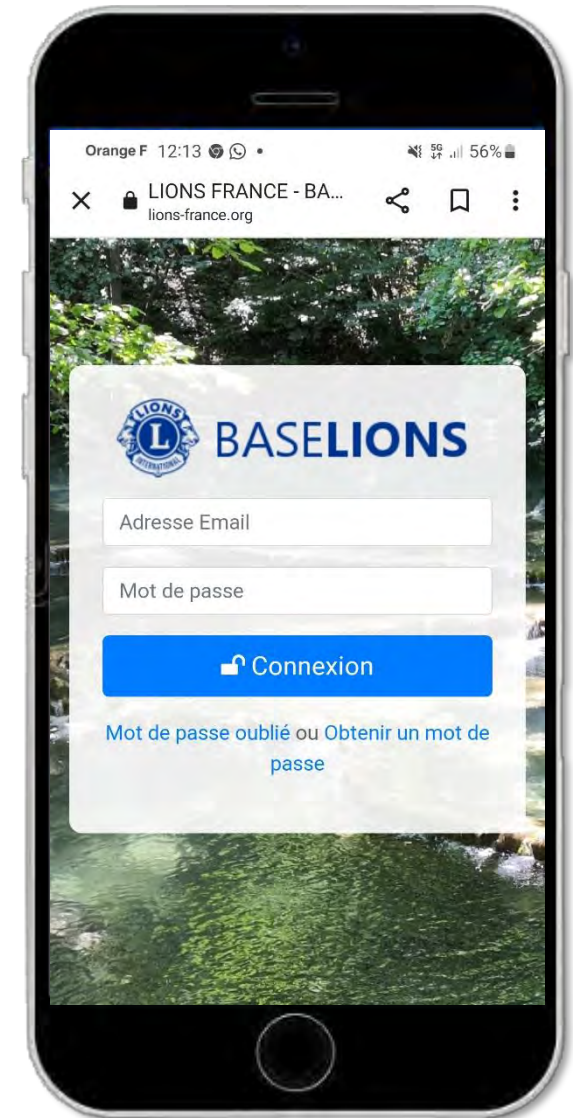 Orange F 12:13 • 5G 56%
LIONS FRANCE - BA...
lions-france.org
LIONS
L
INTERNATIONAL
BASELIONS
Adresse Email
Mot de passe
Connexion
Mot de passe oublié ou Obtenir un mot de
passe